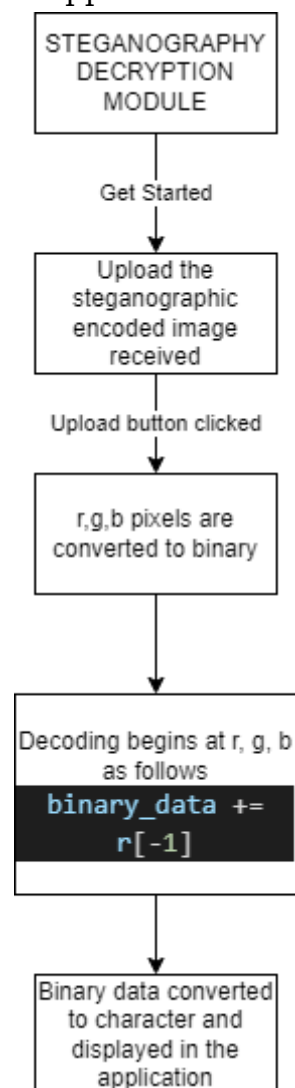 STEGANOGRAPHY
DECRYPTION
MODULE
Get Started
Upload the
steganographic
encoded image
received
Upload button clicked
r,g,b pixels are
converted to binary
Decoding begins at r, g, b
as follows
binary_data +=
r[-1]
Binary data converted
to character and
displayed in the
application